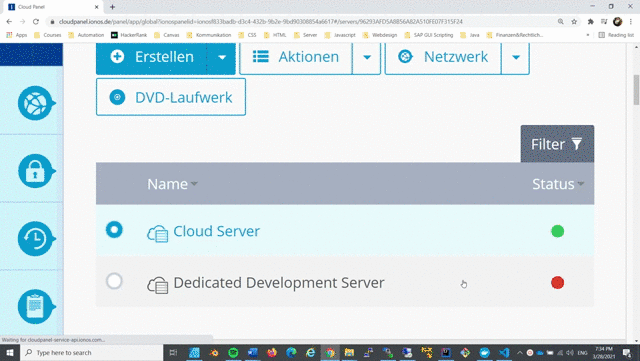 Cloud Panel
cloudpanel.ionos.de/panel/app/global?ionospanelid=ionosf833badb-d3c4-432b-9b2e-9bd90308854a6617#/servers/96293AFD5A8856A82A510FE07F315F24
Apps Courses Automation HackerRank Canvas Kommunikation CSS HTML Server Javascript Webdesign SAP GUI Scripting Java Finanzen&Rechtlich... Reading list
Erstellen Aktionen Netzwerk
DVD-Laufwerk
Filter
Name Status
Cloud Server
Dedicated Development Server
Waiting for cloudpanel-service-api.ionos.com...
Type here to search
ENG
7:34 PM
3/28/2021